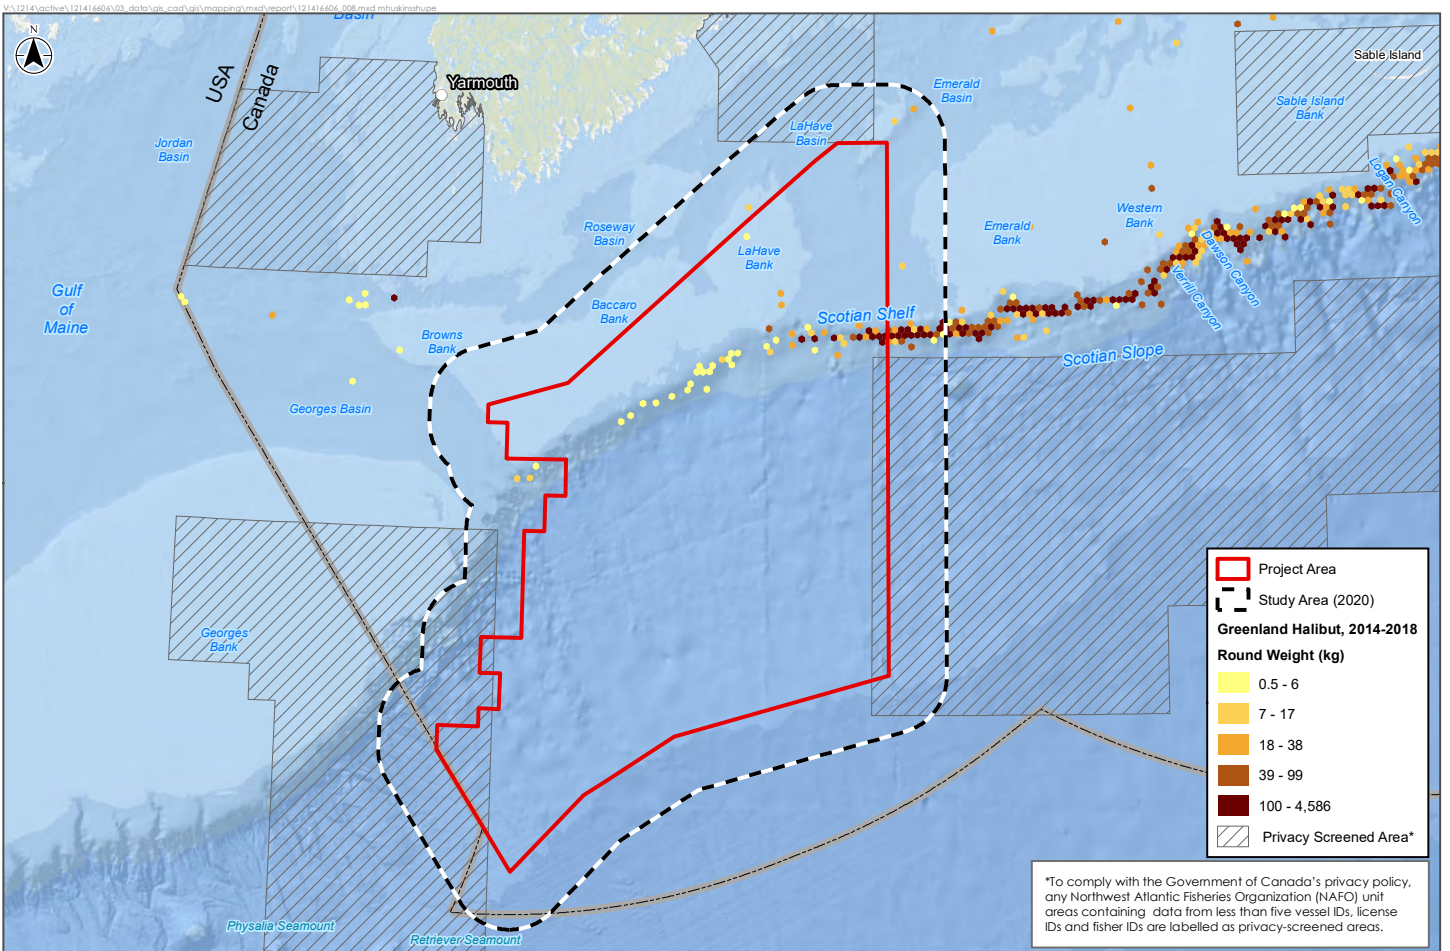 V:\1214\active\121416606\03_data\gis_cad\gis\mapping\mxd\report\121416606_008.mxd mhuskinsshupe
Basin
N
USA
Canada
Yarmouth
Sable Island
Emerald
Basin
Sable Island
Bank
LaHave
Basin
Jordan
Basin
Logan Canyon
Western
Bank
Roseway
Basin
Emerald
Bank
LaHave
Bank
Dawson Canyon
Verrill Canyon
Gulf
of
Maine
Baccaro
Bank
Scotian Shelf
Browns
Bank
Scotian Slope
Georges Basin
Georges
Bank
Physalia Seamount
Retriever Seamount
Project Area
Study Area (2020)
Greenland Halibut, 2014-2018
Round Weight (kg)
0.5 - 6
7 - 17
18 - 38
39 - 99
100 - 4,586
Privacy Screened Area*
*To comply with the Government of Canada's privacy policy,
any Northwest Atlantic Fisheries Organization (NAFO) unit
areas containing data from less than five vessel IDs, license
IDs and fisher IDs are labelled as privacy-screened areas.